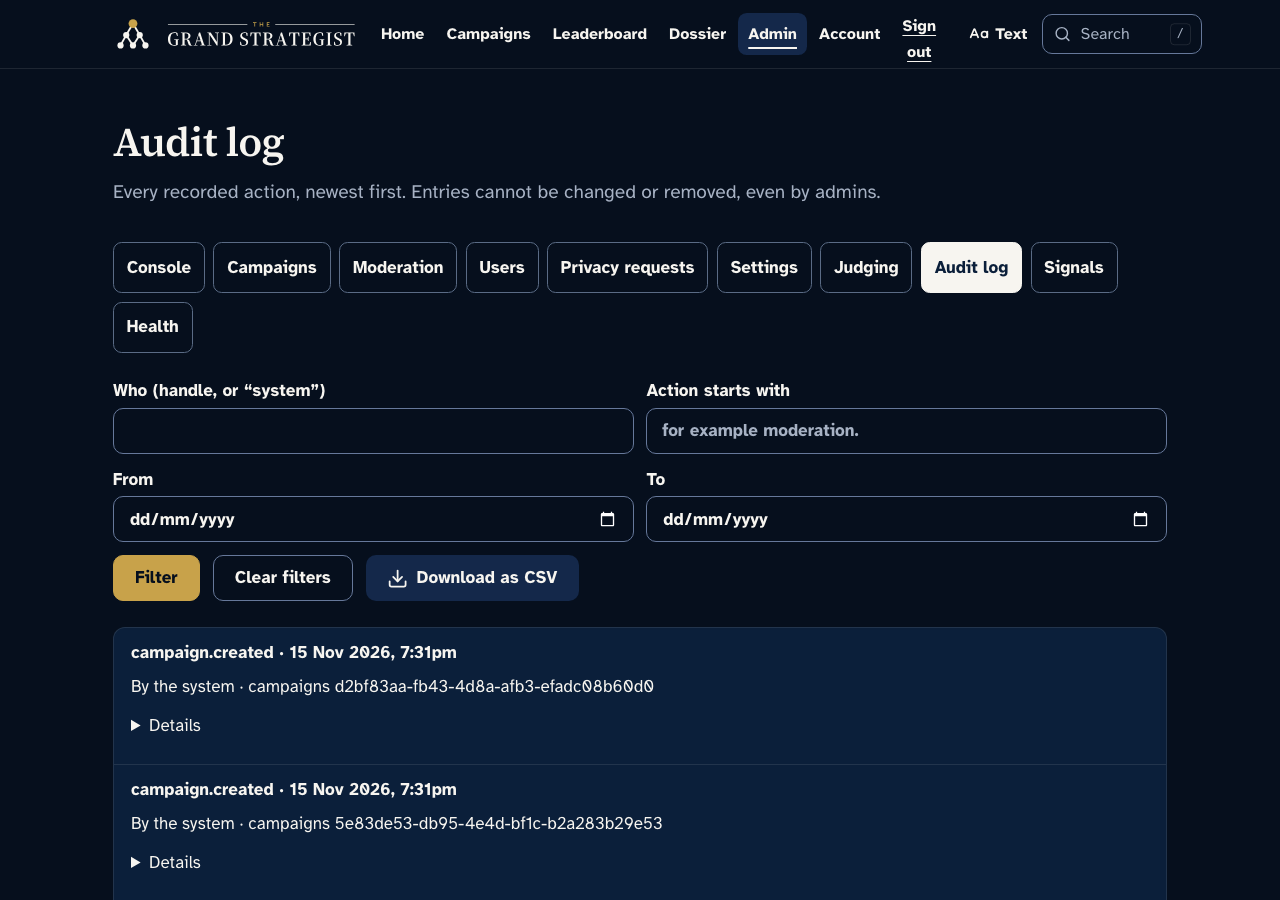 THE
GRAND STRATEGIST
Home
Campaigns
Leaderboard
Dossier
Admin
Account
Sign out
Aa Text
Search
/
Audit log
Every recorded action, newest first. Entries cannot be changed or removed, even by admins.
Console
Campaigns
Moderation
Users
Privacy requests
Settings
Judging
Audit log
Signals
Health
Who (handle, or “system”)
Action starts with
for example moderation.
From
To
dd/mm/yyyy
dd/mm/yyyy
Filter
Clear filters
Download as CSV
campaign.created · 15 Nov 2026, 7:31pm
By the system · campaigns d2bf83aa-fb43-4d8a-afb3-efadc08b60d0
Details
campaign.created · 15 Nov 2026, 7:31pm
By the system · campaigns 5e83de53-db95-4e4d-bf1c-b2a283b29e53
Details